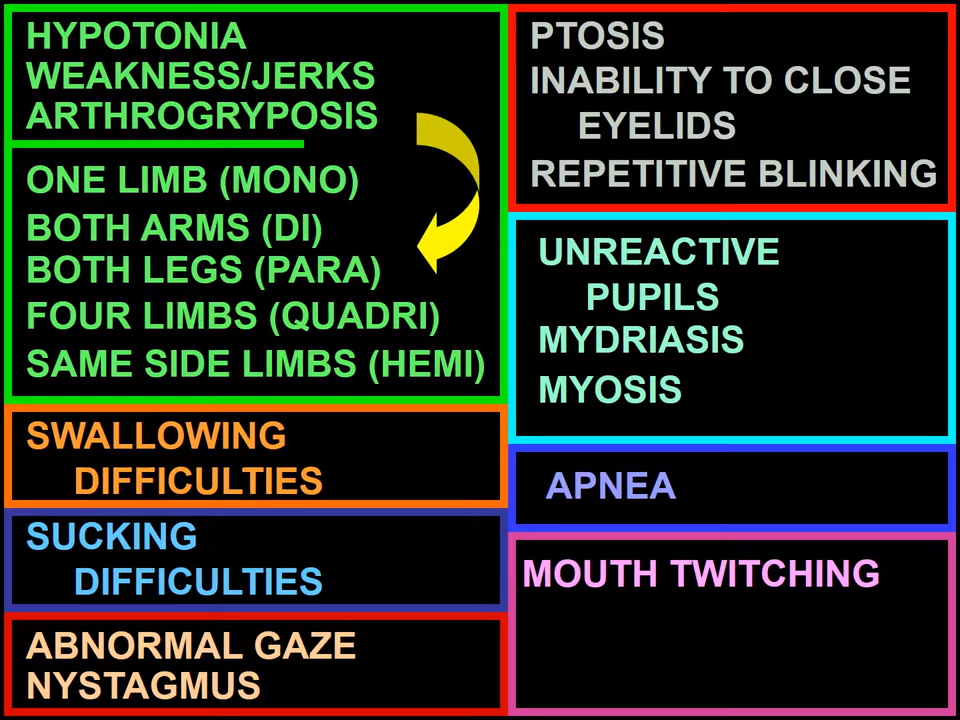 HYPOTONIA
WEAKNESS/JERKS
ARTHROGRYPOSIS
ONE LIMB (MONO)
BOTH ARMS (DI)
BOTH LEGS (PARA)
FOUR LIMBS (QUADRI)
SAME SIDE LIMBS (HEMI)
SWALLOWING
DIFFICULTIES
SUCKING
DIFFICULTIES
ABNORMAL GAZE
NYSTAGMUS
PTOSIS
INABILITY TO CLOSE
EYELIDS
REPETITIVE BLINKING
UNREACTIVE
PUPILS
MYDRIASIS
MYOSIS
APNEA
MOUTH TWITCHING